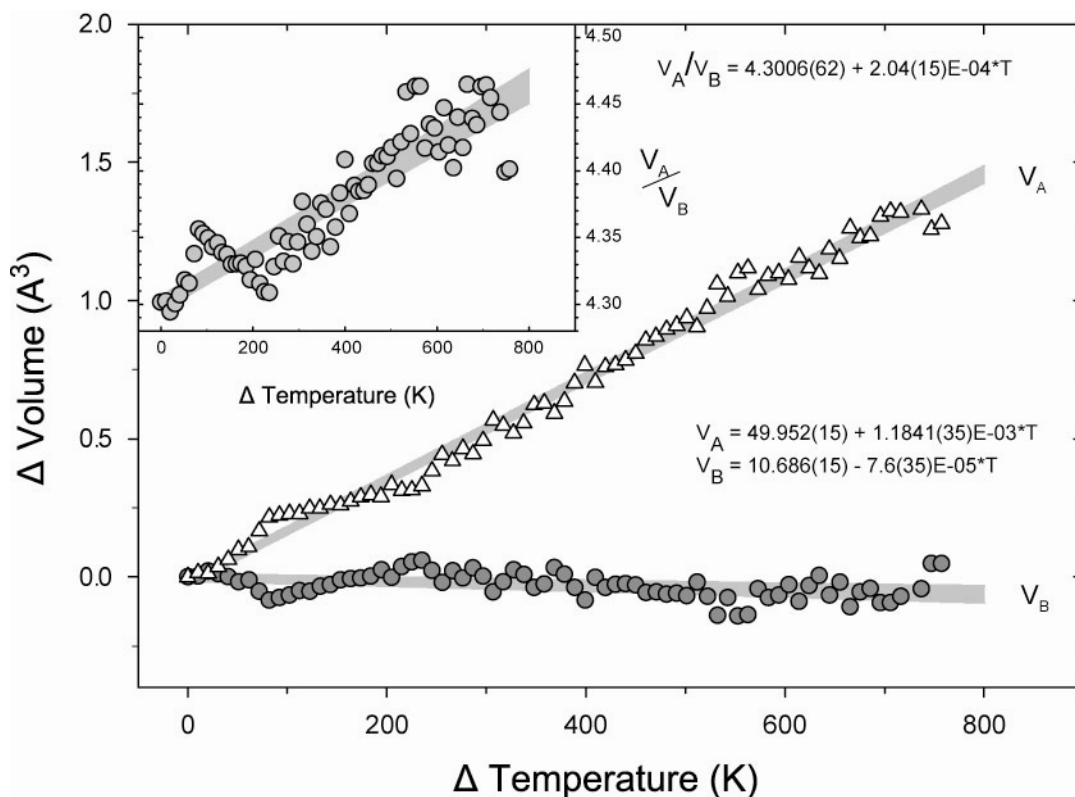 2.0
1.5
1.0
0.5
0.0
Δ Volume (A³)
0 200 400 600 800
Δ Temperature (K)
4.50
4.45
4.40
4.35
4.30
V_A
V_B
0 200 400 600 800
Δ Temperature (K)
V_A/V_B = 4.3006(62) + 2.04(15)E-04*T
V_A
V_A = 49.952(15) + 1.1841(35)E-03*T
V_B = 10.686(15) - 7.6(35)E-05*T
V_B